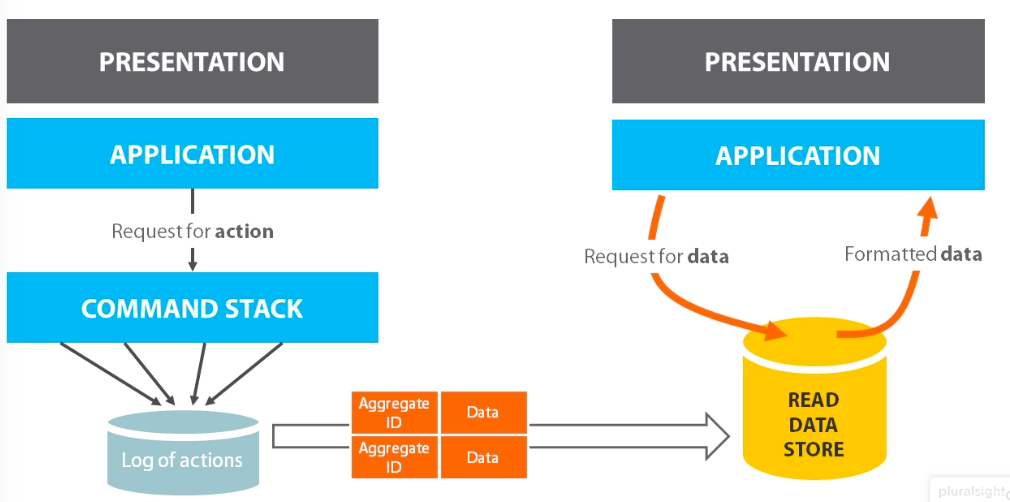 PRESENTATION
APPLICATION
Request for action
COMMAND STACK
Log of actions
Aggregate
ID
Data
Aggregate
ID
Data
PRESENTATION
APPLICATION
Request for data
Formatted data
READ
DATA
STORE
pluralsight